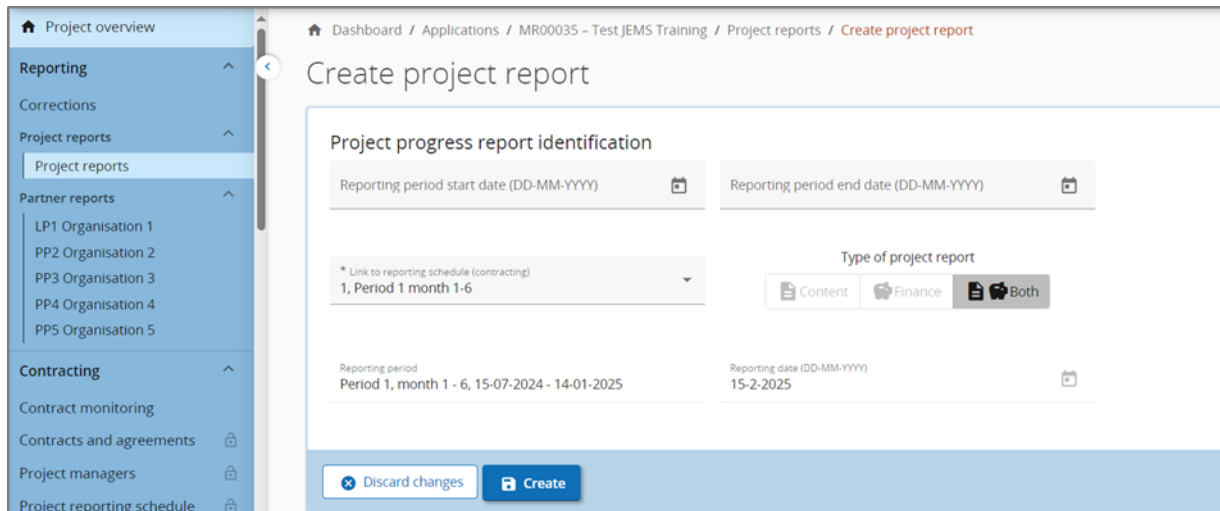 Project overview
Reporting
Corrections
Project reports
Project reports
Partner reports
LP1 Organisation 1
PP2 Organisation 2
PP3 Organisation 3
PP4 Organisation 4
PP5 Organisation 5
Contracting
Contract monitoring
Contracts and agreements
Project managers
Project reporting schedule
Dashboard / Applications / MR00035 – Test JEMS Training / Project reports / Create project report
Create project report
Project progress report identification
Reporting period start date (DD-MM-YYYY)
Reporting period end date (DD-MM-YYYY)
* Link to reporting schedule (contracting)
1, Period 1 month 1-6
Type of project report
Content Finance Both
Reporting period
Period 1, month 1 - 6, 15-07-2024 - 14-01-2025
Reporting date (DD-MM-YYYY)
15-2-2025
Discard changes
Create